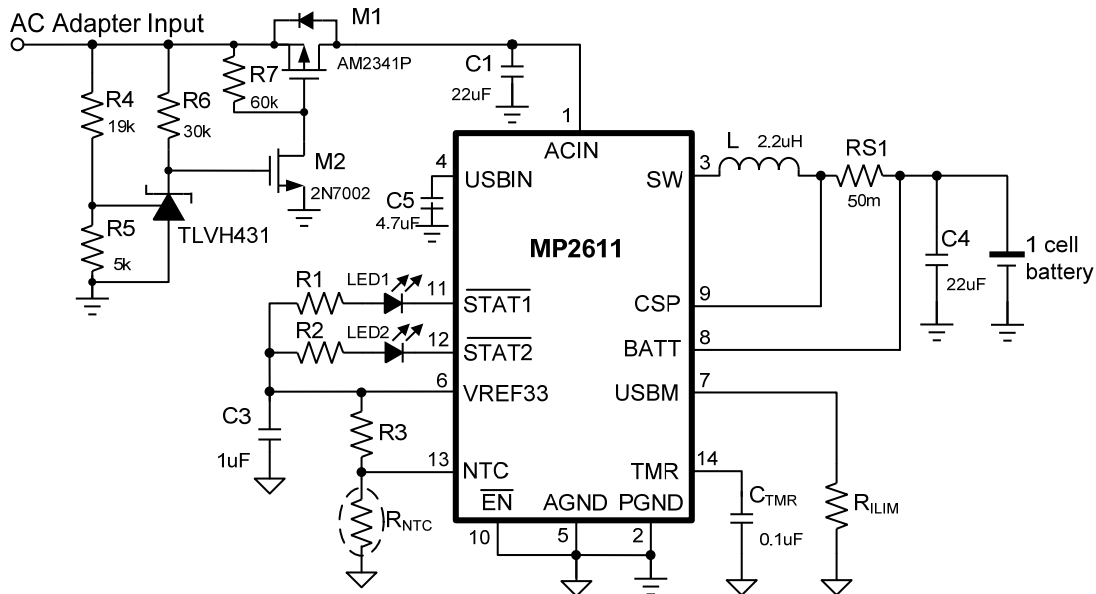 AC Adapter Input
M1
AM2341P
R4
19k
R6
30k
R7
60k
C1
22uF
M2
2N7002
R5
5k
TLVH431
1
ACIN
4
USBIN
C5
4.7uF
MP2611
SW
3
L
2.2uH
RS1
50m
C4
22uF
1 cell
battery
R1
LED1
11
STAT1
R2
LED2
12
STAT2
CSP
9
BATT
8
6
VREF33
USBM
7
C3
1uF
R3
13
NTC
TMR
14
RNTC
EN
AGND
PGND
10
5
2
CTMR
0.1uF
RILIM